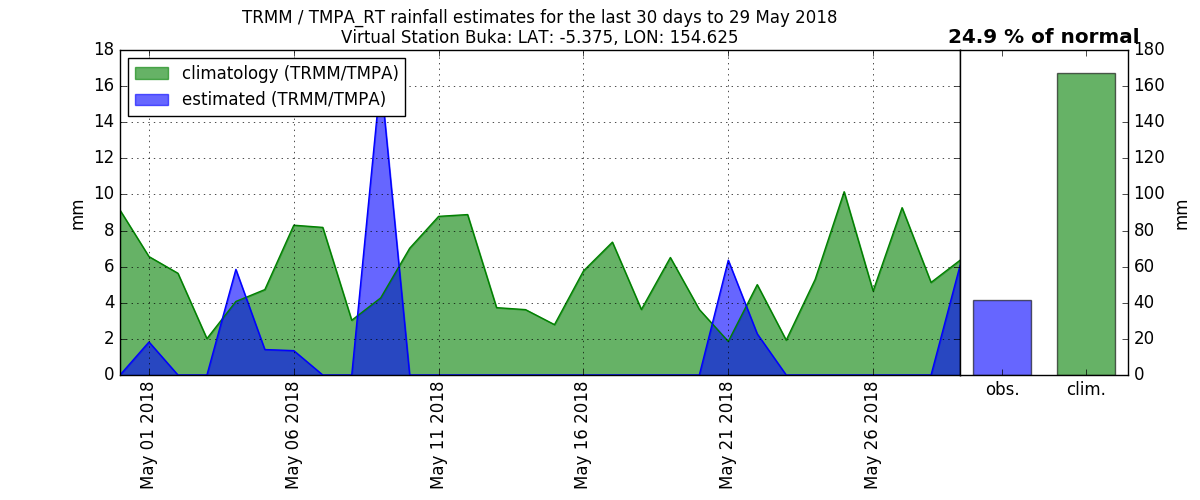 TRMM / TMPA_RT rainfall estimates for the last 30 days to 29 May 2018
Virtual Station Buka: LAT: -5.375, LON: 154.625
24.9 % of normal
climatology (TRMM/TMPA)
estimated (TRMM/TMPA)
18
16
14
12
10
8
6
4
2
0
mm
May 01 2018
May 06 2018
May 11 2018
May 16 2018
May 21 2018
May 26 2018
obs.
clim.
180
160
140
120
100
80
60
40
20
0
mm